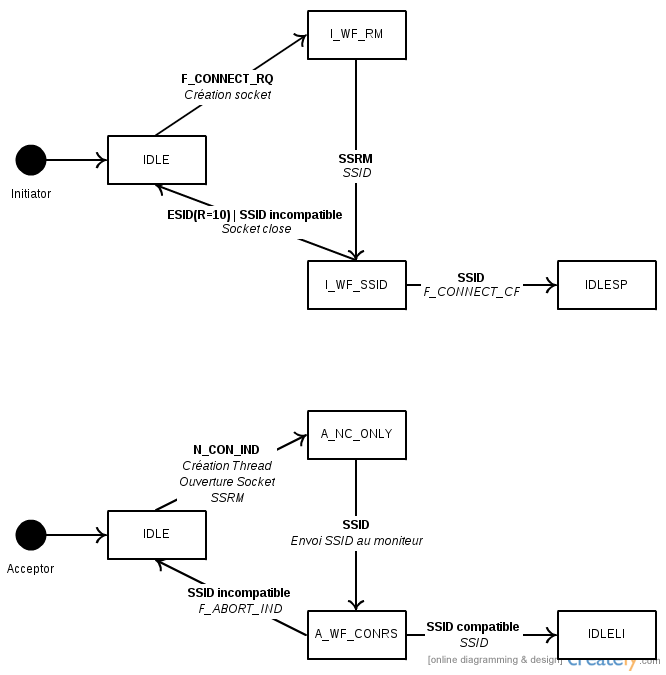 I_WF_RM
F_CONNECT_RQ
Création socket
IDLE
Initiator
SSRM
SSID
ESID(R=10) | SSID incompatible
Socket close
I_WF_SSID
SSID
F_CONNECT_CF
IDLESP
A_NC_ONLY
N_CON_IND
Création Thread
Ouverture Socket
SSRM
IDLE
Acceptor
SSID
Envoi SSID au moniteur
SSID incompatible
F_ABORT_IND
A_WF_CONRS
SSID compatible
SSID
IDLELI
[online diagramming & design] creately.com